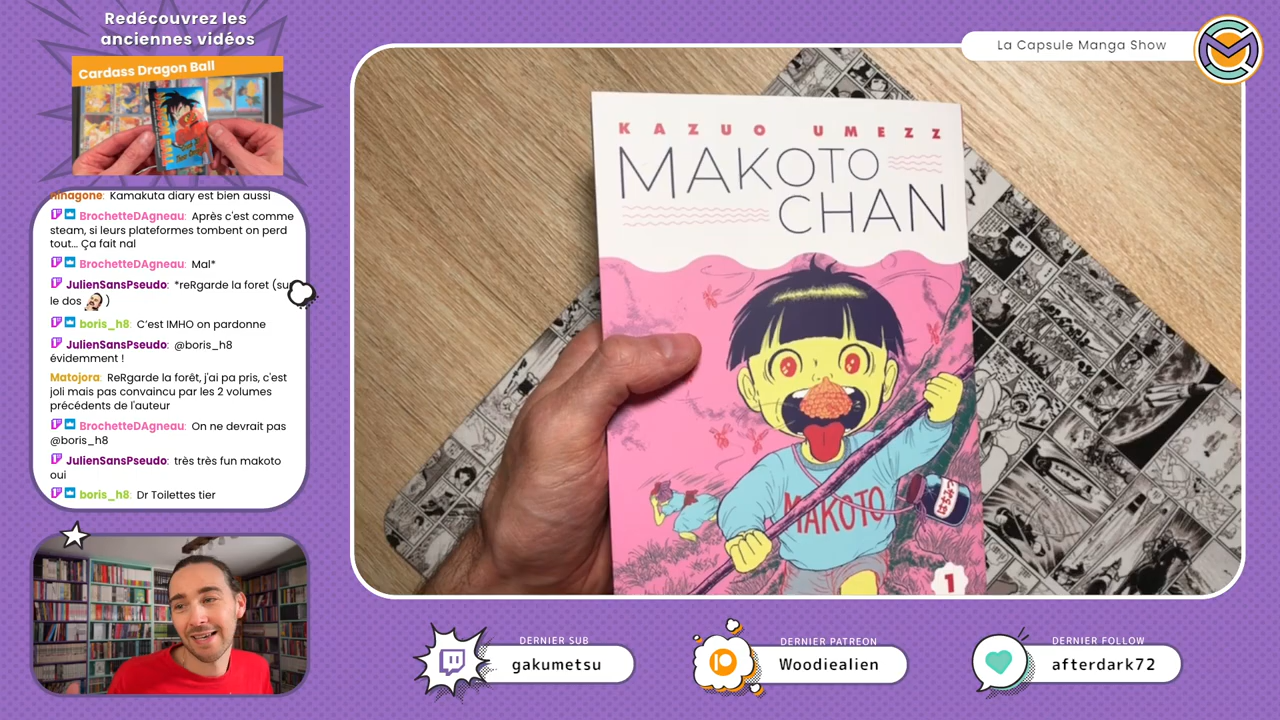 Redécouvrez les
anciennes vidéos
Cardass Dragon Ball
Kamakuta diary est bien aussi
BrochetteDAgneau: Après c'est comme
steam, si leurs plateformes tombent on perd
tout... Ça fait nal
BrochetteDAgneau: Mal*
JulienSansPseudo: *reRgarde la foret (sur
le dos )
boris_h8: C'est IMHO on pardonne
JulienSansPseudo: @boris_h8
évidemment !
Matojora: ReRgarde la forêt, j'ai pa pris, c'est
joli mais pas convaincu par les 2 volumes
précédents de l'auteur
BrochetteDAgneau: On ne devrait pas
@boris_h8
JulienSansPseudo: très très fun makoto
oui
boris_h8: Dr Toilettes tier
La Capsule Manga Show
KAZUO UMEZZ
MAKOTO
CHAN
MAKOTO
はちみつ
1
DERNIER SUB
gakumetsu
DERNIER PATREON
Woodiealien
DERNIER FOLLOW
afterdark72